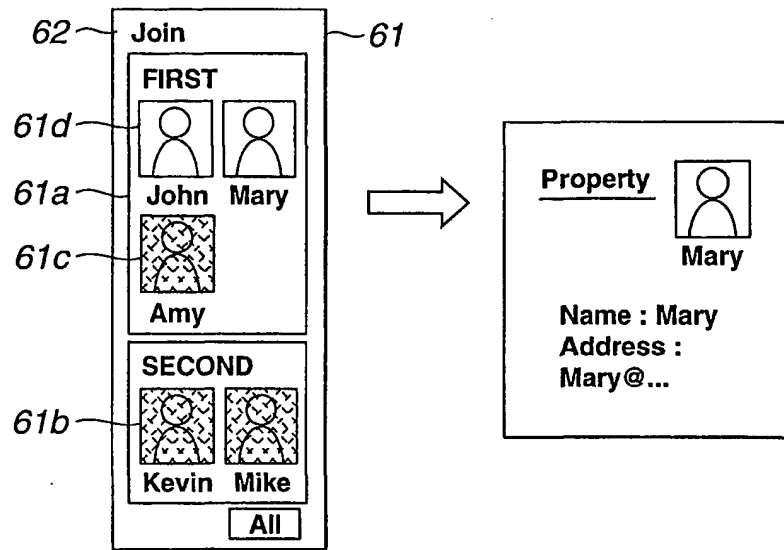 62 Join 61
FIRST
61d
John Mary
61a
61c
Amy
SECOND
61b
Kevin Mike
All
Property
Mary
Name : Mary
Address :
Mary@...